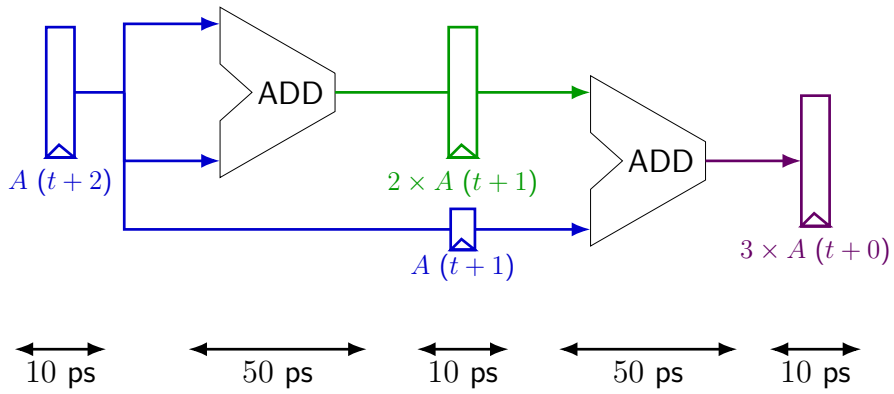 ADD
A (t + 2)
2 × A (t + 1)
ADD
A (t + 1)
3 × A (t + 0)
10 ps
50 ps
10 ps
50 ps
10 ps